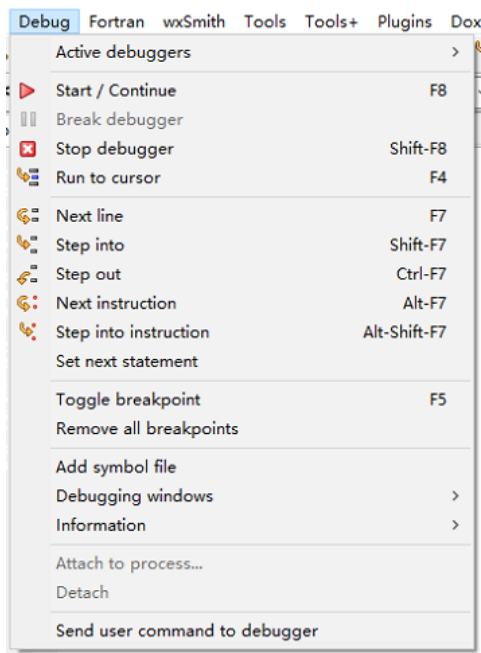 Debug Fortran wxSmith Tools Tools+ Plugins Dox
Active debuggers
Start / Continue F8
Break debugger
Stop debugger Shift-F8
Run to cursor F4
Next line F7
Step into Shift-F7
Step out Ctrl-F7
Next instruction Alt-F7
Step into instruction Alt-Shift-F7
Set next statement
Toggle breakpoint F5
Remove all breakpoints
Add symbol file
Debugging windows
Information
Attach to process...
Detach
Send user command to debugger